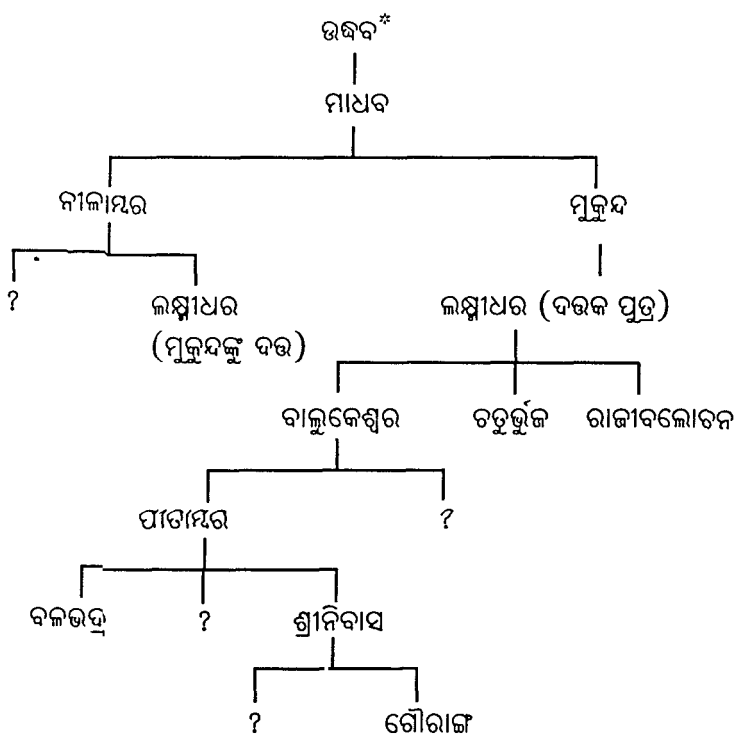 ଉଦ୍ଧବ*
ମାଧବ
ନୀଳାମ୍ବର ମୁକୁନ୍ଦ
? ଲକ୍ଷ୍ମୀଧର ଲକ୍ଷ୍ମୀଧର (ଦତ୍ତକ ପୁତ୍ର)
(ମୁକୁନ୍ଦଙ୍କୁ ଦତ୍ତ)
ବାଲୁକେଶ୍ୱର ଚତୁର୍ଭୁଜ ରାଜୀବଲୋଚନ
ପୀତାମ୍ବର ?
ବଳଭଦ୍ର ? ଶ୍ରୀନିବାସ
? ଗୌରାଙ୍ଗ